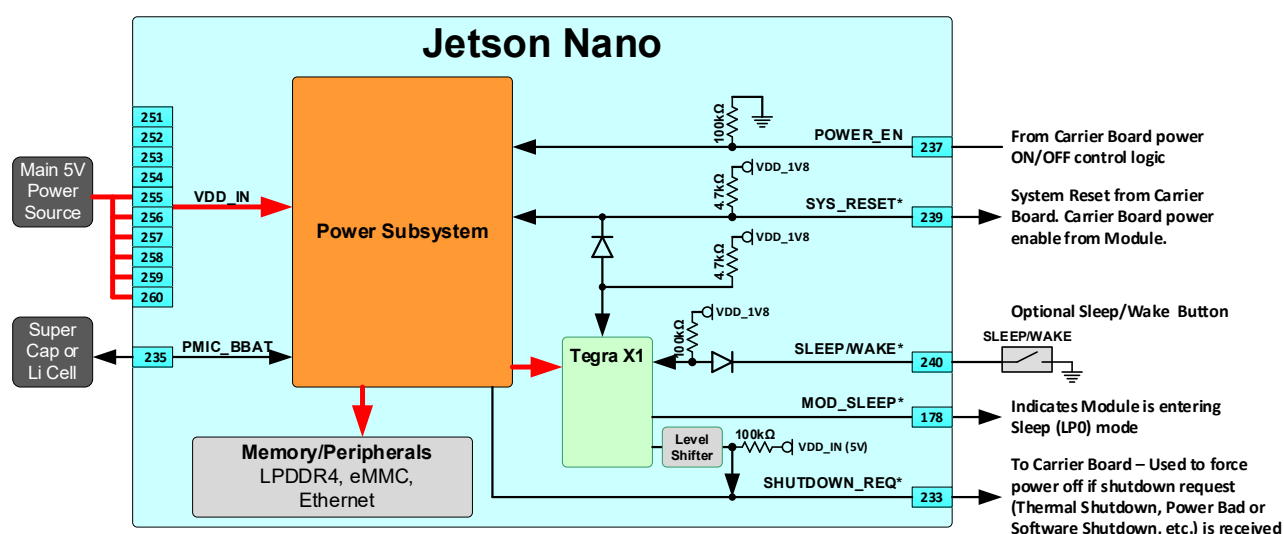 Jetson Nano
251
252
253
254
255
256
257
258
259
260
Main 5V
Power
Source
VDD_IN
Power Subsystem
100kΩ
POWER_EN
237
From Carrier Board power
ON/OFF control logic
VDD_1V8
4.7kΩ
SYS_RESET*
239
System Reset from Carrier
Board. Carrier Board power
enable from Module.
VDD_1V8
4.7kΩ
Super
Cap or
Li Cell
235
PMIC_BBAT
Tegra X1
VDD_1V8
100kΩ
SLEEP/WAKE*
240
Optional Sleep/Wake Button
SLEEP/WAKE
MOD_SLEEP*
178
Indicates Module is entering
Sleep (LP0) mode
Memory/Peripherals
LPDDR4, eMMC,
Ethernet
Level
Shifter
100kΩ
VDD_IN (5V)
SHUTDOWN_REQ*
233
To Carrier Board – Used to force
power off if shutdown request
(Thermal Shutdown, Power Bad or
Software Shutdown, etc.) is received